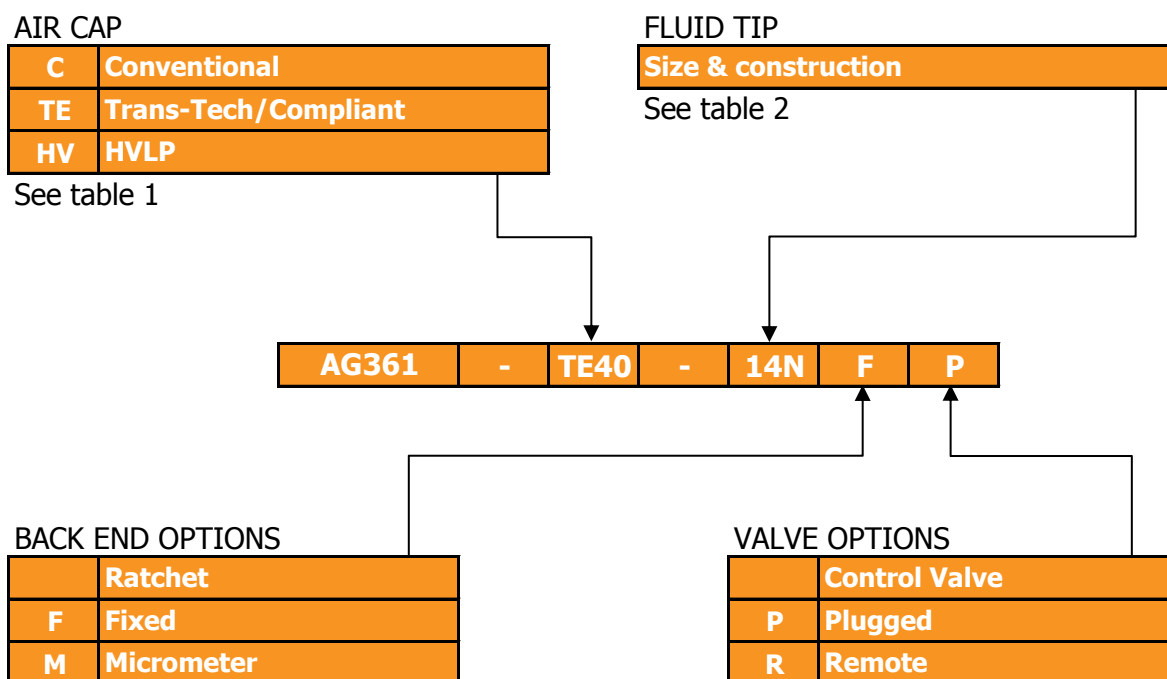 AIR CAP
C Conventional
TE Trans-Tech/Compliant
HV HVLP
See table 1
FLUID TIP
Size & construction
See table 2
AG361 - TE40 - 14N F P
BACK END OPTIONS
Ratchet
F Fixed
M Micrometer
VALVE OPTIONS
Control Valve
P Plugged
R Remote